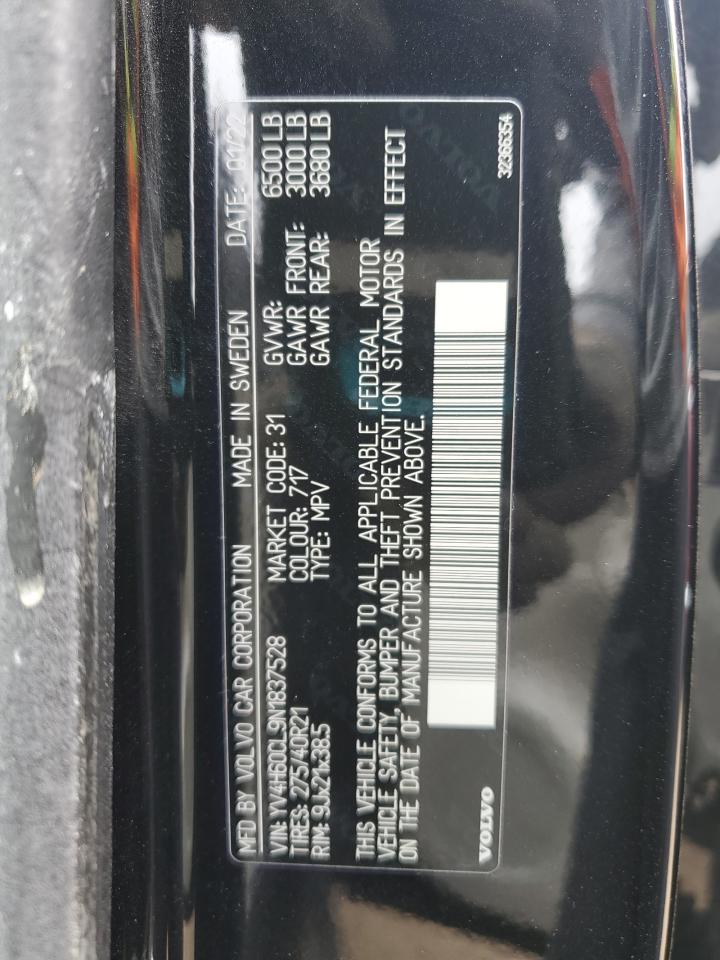 MFD BY VOLVO CAR CORPORATION MADE IN SWEDEN DATE: 01/22
VIN: YV4H60CL9N1837528 MARKET CODE: 31 GVWR: 6500 LB
TIRES: 275/40R21 COLOUR: 717 GAWR FRONT: 3000 LB
RIM: 9Jx21x38.5 TYPE: MPV GAWR REAR: 3680 LB
THIS VEHICLE CONFORMS TO ALL APPLICABLE FEDERAL MOTOR
VEHICLE SAFETY, BUMPER AND THEFT PREVENTION STANDARDS IN EFFECT
ON THE DATE OF MANUFACTURE SHOWN ABOVE.
VOLVO 32366354